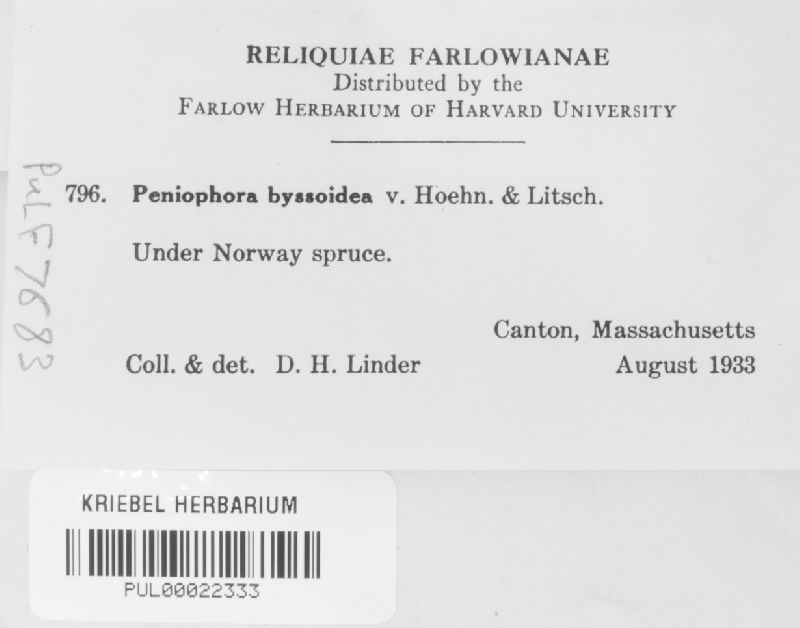 RELIQUIAE FARLOWIANAE
Distributed by the
FARLOW HERBARIUM OF HARVARD UNIVERSITY
796. Peniophora byssoidea v. Hoehn. & Litsch.
Under Norway spruce.
Canton, Massachusetts
Coll. & det. D. H. Linder August 1933
PuL F7683
KRIEBEL HERBARIUM
PUL00022333